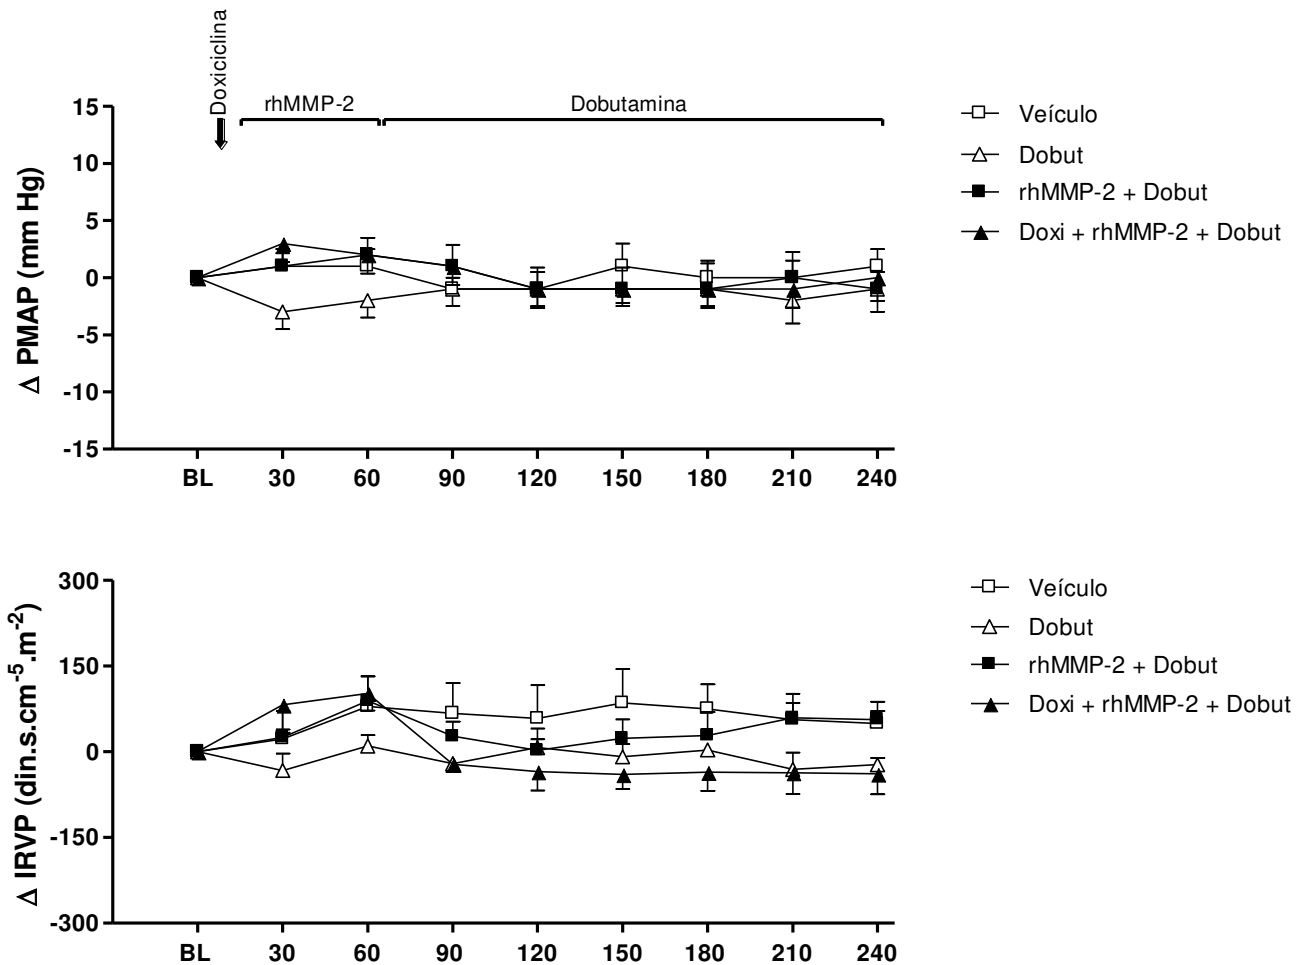 Doxiciclina
rhMMP-2
Dobutamina
15
10
5
0
-5
-10
-15
Δ PMAP (mm Hg)
BL 30 60 90 120 150 180 210 240
Veículo
Dobut
rhMMP-2 + Dobut
Doxi + rhMMP-2 + Dobut
300
150
0
-150
-300
Δ IRVP (din.s.cm⁻⁵.m⁻²)
BL 30 60 90 120 150 180 210 240
Veículo
Dobut
rhMMP-2 + Dobut
Doxi + rhMMP-2 + Dobut